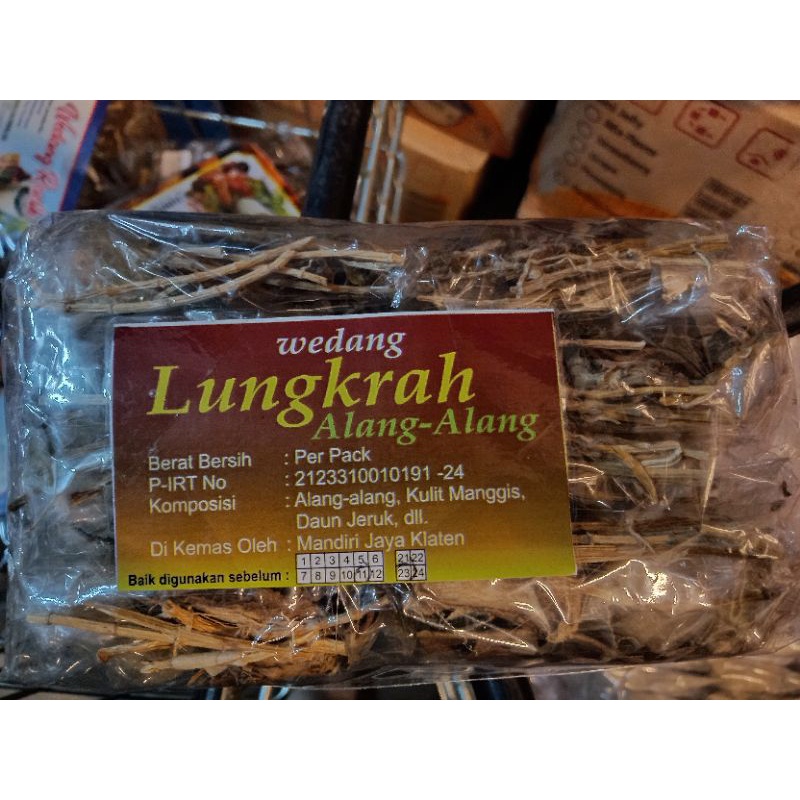 wedang
Lungkrah
Alang-Alang
Berat Bersih : Per Pack
P-IRT No : 2123310010191 -24
Komposisi : Alang-alang, Kulit Manggis,
Daun Jeruk, dll.
Di Kemas Oleh : Mandiri Jaya Klaten
1 2 3 4 5 6 21 22
Baik digunakan sebelum : 7 8 9 10 11 12 23 24